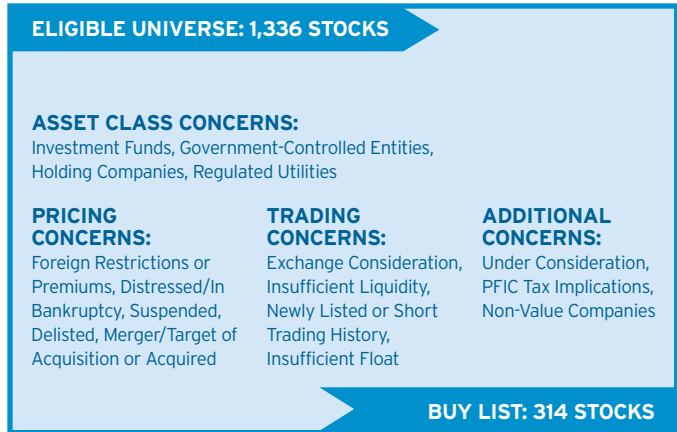 ELIGIBLE UNIVERSE: 1,336 STOCKS
ASSET CLASS CONCERNS:
Investment Funds, Government-Controlled Entities,
Holding Companies, Regulated Utilities
PRICING
CONCERNS:
Foreign Restrictions or
Premiums, Distressed/In
Bankruptcy, Suspended,
Delisted, Merger/Target of
Acquisition or Acquired
TRADING
CONCERNS:
Exchange Consideration,
Insufficient Liquidity,
Newly Listed or Short
Trading History,
Insufficient Float
ADDITIONAL
CONCERNS:
Under Consideration,
PFIC Tax Implications,
Non-Value Companies
BUY LIST: 314 STOCKS